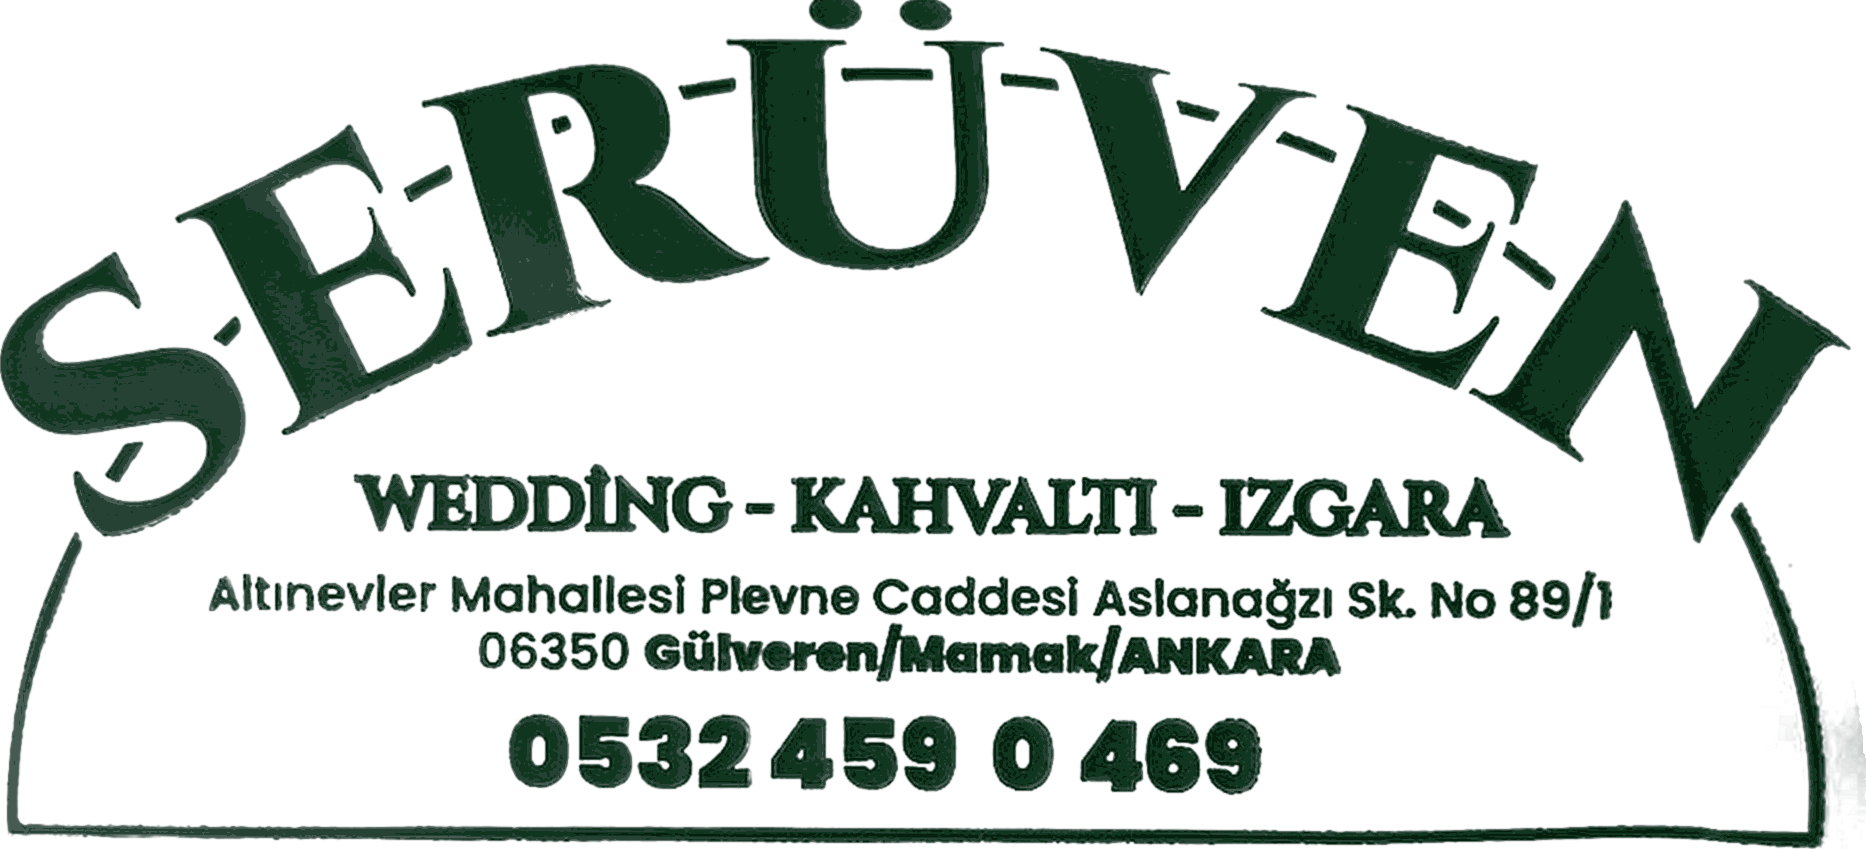 SERÜVEN
WEDDİNG - KAHVALTI - IZGARA
Altınevler Mahallesi Plevne Caddesi Aslanağzı Sk. No 89/1
06350 Gülveren/Mamak/ANKARA
0532 459 0 469